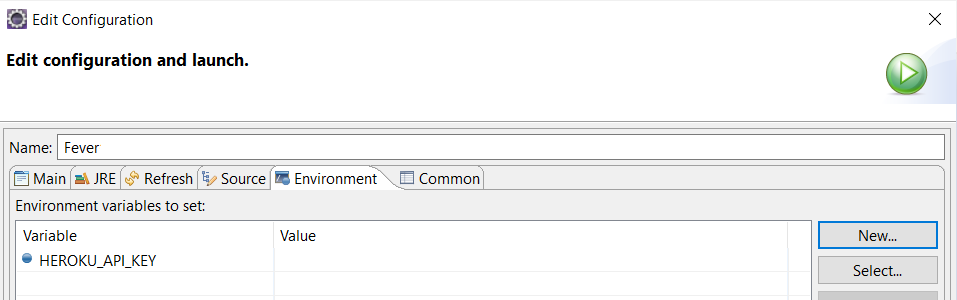 Edit Configuration
Edit configuration and launch.
Name: Fever
Main JRE Refresh Source Environment Common
Environment variables to set:
Variable Value New...
HEROKU_API_KEY Select...